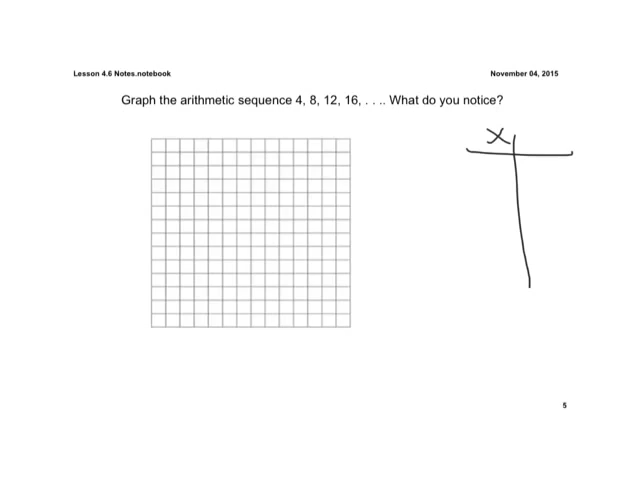 Lesson 4.6 Notes.notebook
November 04, 2015
Graph the arithmetic sequence 4, 8, 12, 16, . . .. What do you notice?
x
5